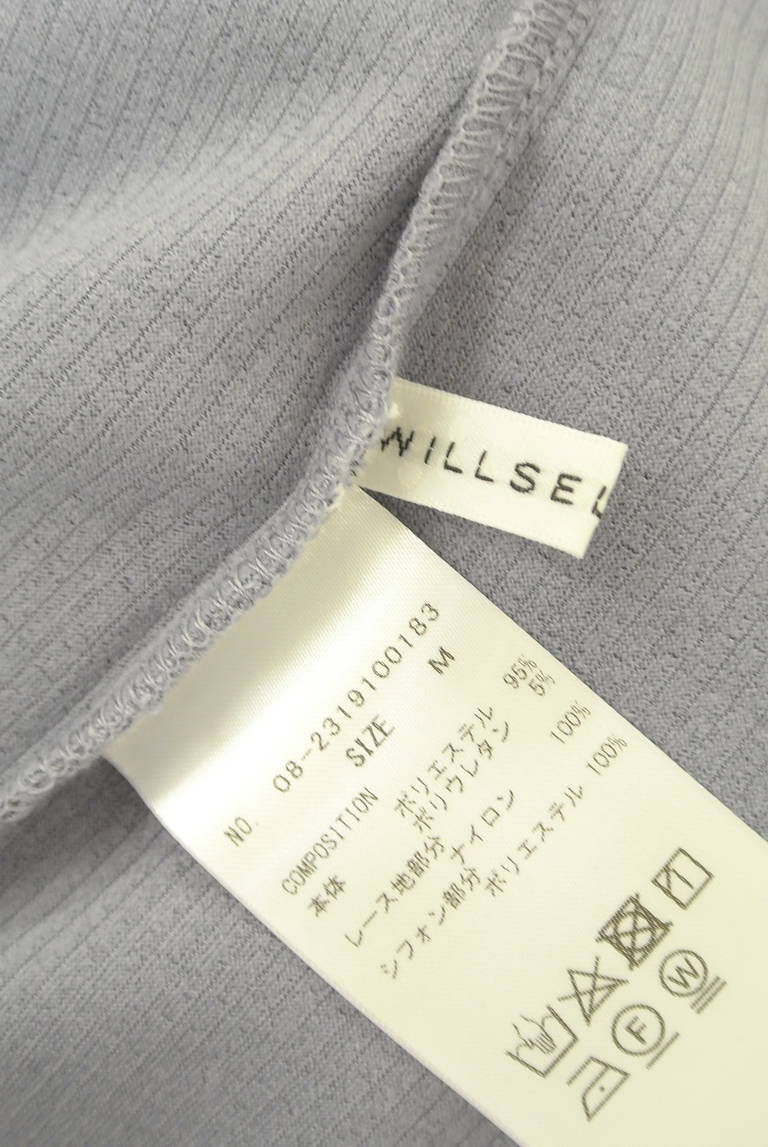 WILLSEL
NO. 08-2319100183
SIZE M
COMPOSITION
本体 ポリエステル 95%
ポリウレタン 5%
レース地部分 ナイロン 100%
シフォン部分 ポリエステル 100%
F
W